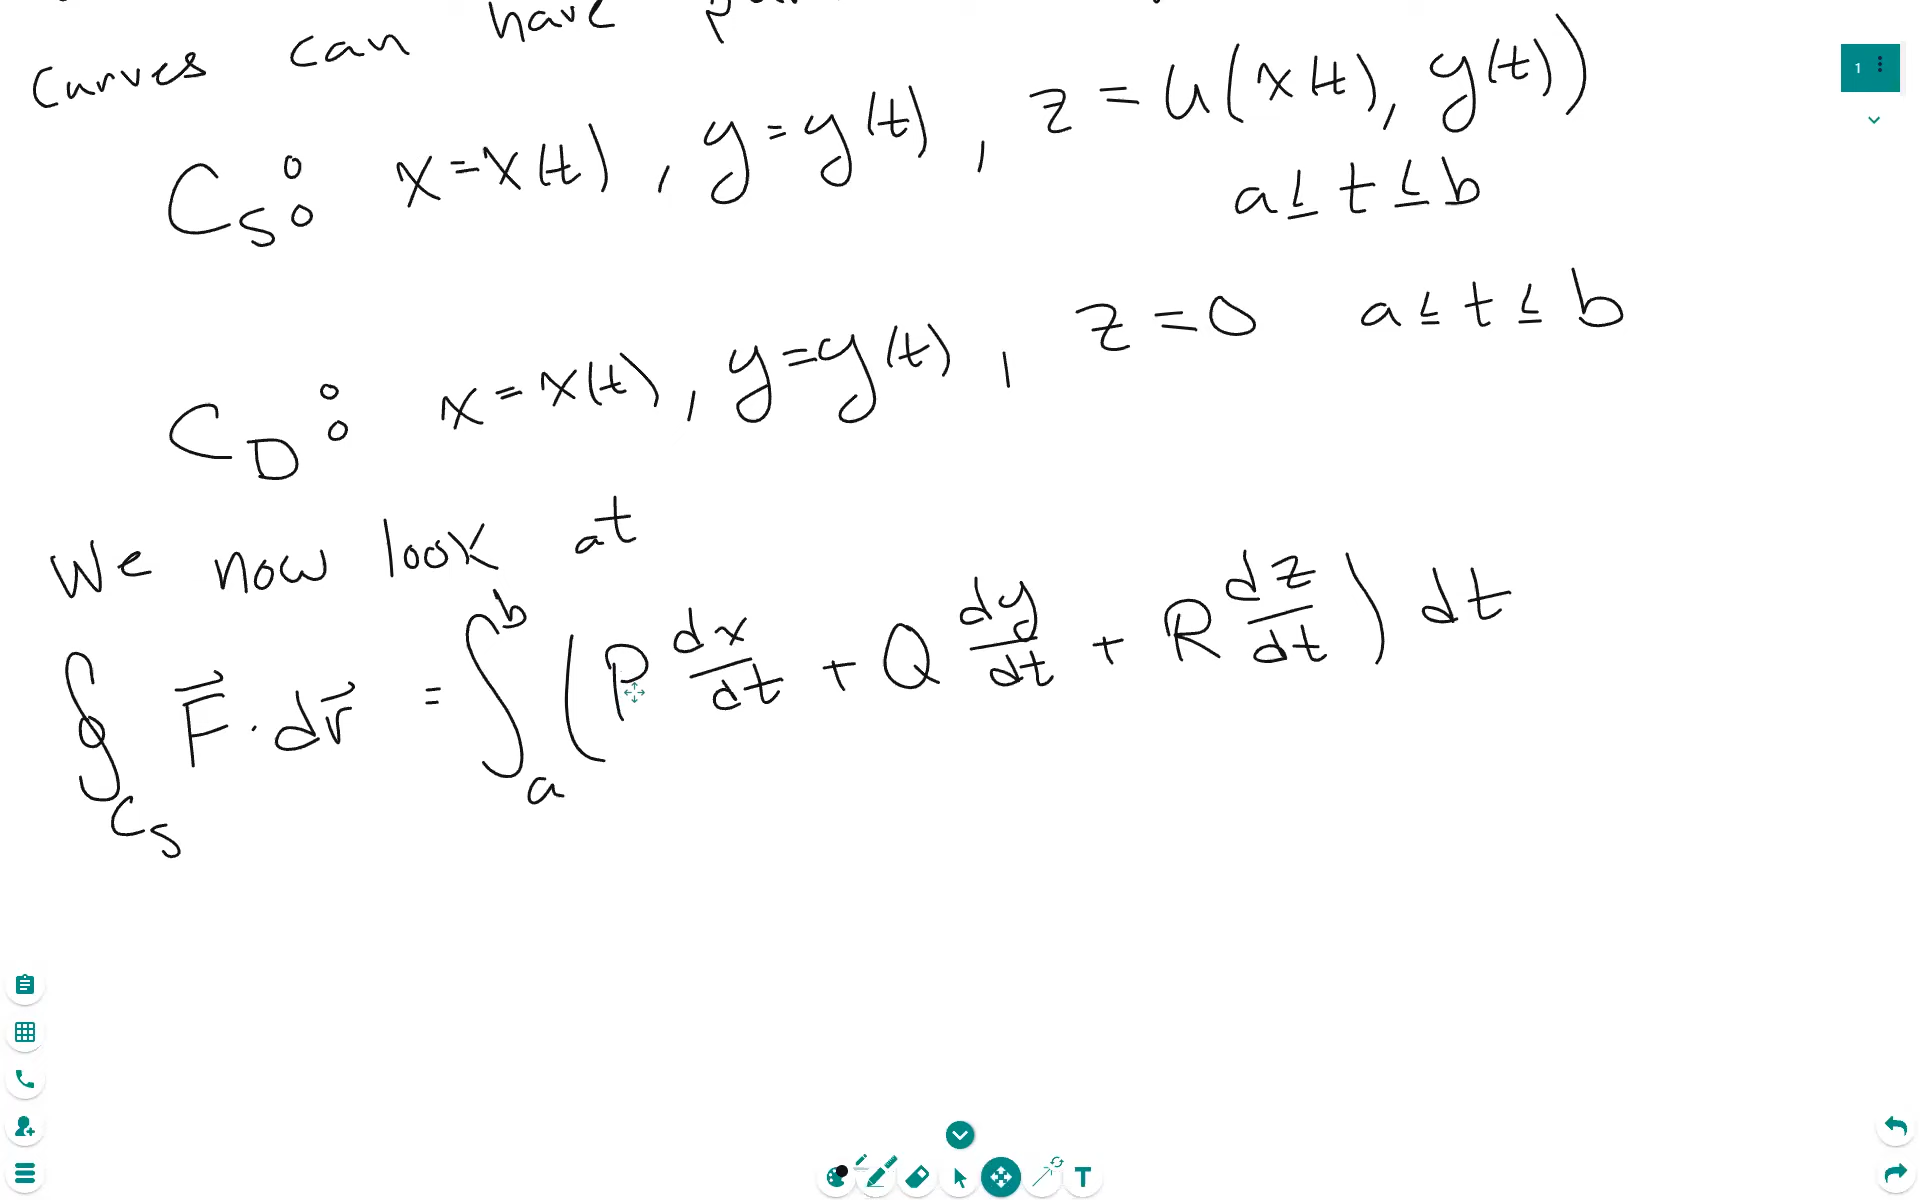 curves can have
C_S: x = x(t), y = y(t), z = u(x(t), y(t))
a ≤ t ≤ b
C_D: x = x(t), y = y(t), z = 0 a ≤ t ≤ b
We now look at
∮_{C_S} F⃗ · dr⃗ = ∫_a^b (P dx/dt + Q dy/dt + R dz/dt) dt
1
T